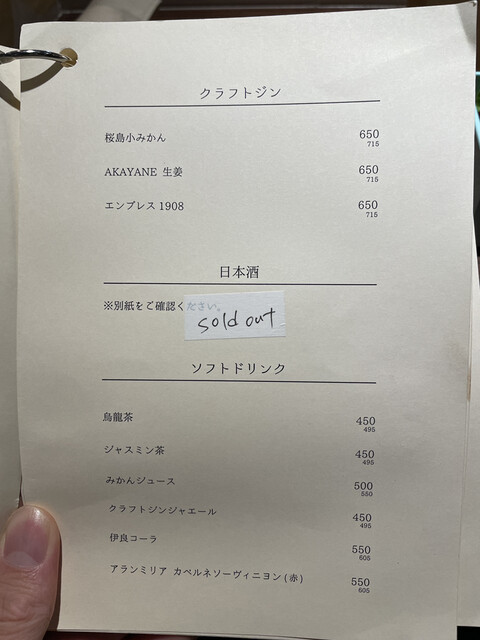 クラフトジン
桜島小みかん 650
715
AKAYANE 生姜 650
715
エンプレス 1908 650
715
日本酒
※別紙をご確認ください。
sold out
ソフトドリンク
烏龍茶 450
495
ジャスミン茶 450
495
みかんジュース 500
550
クラフトジンジャエール 450
495
伊良コーラ 550
605
アランミリア カベルネソーヴィニヨン(赤) 550
605